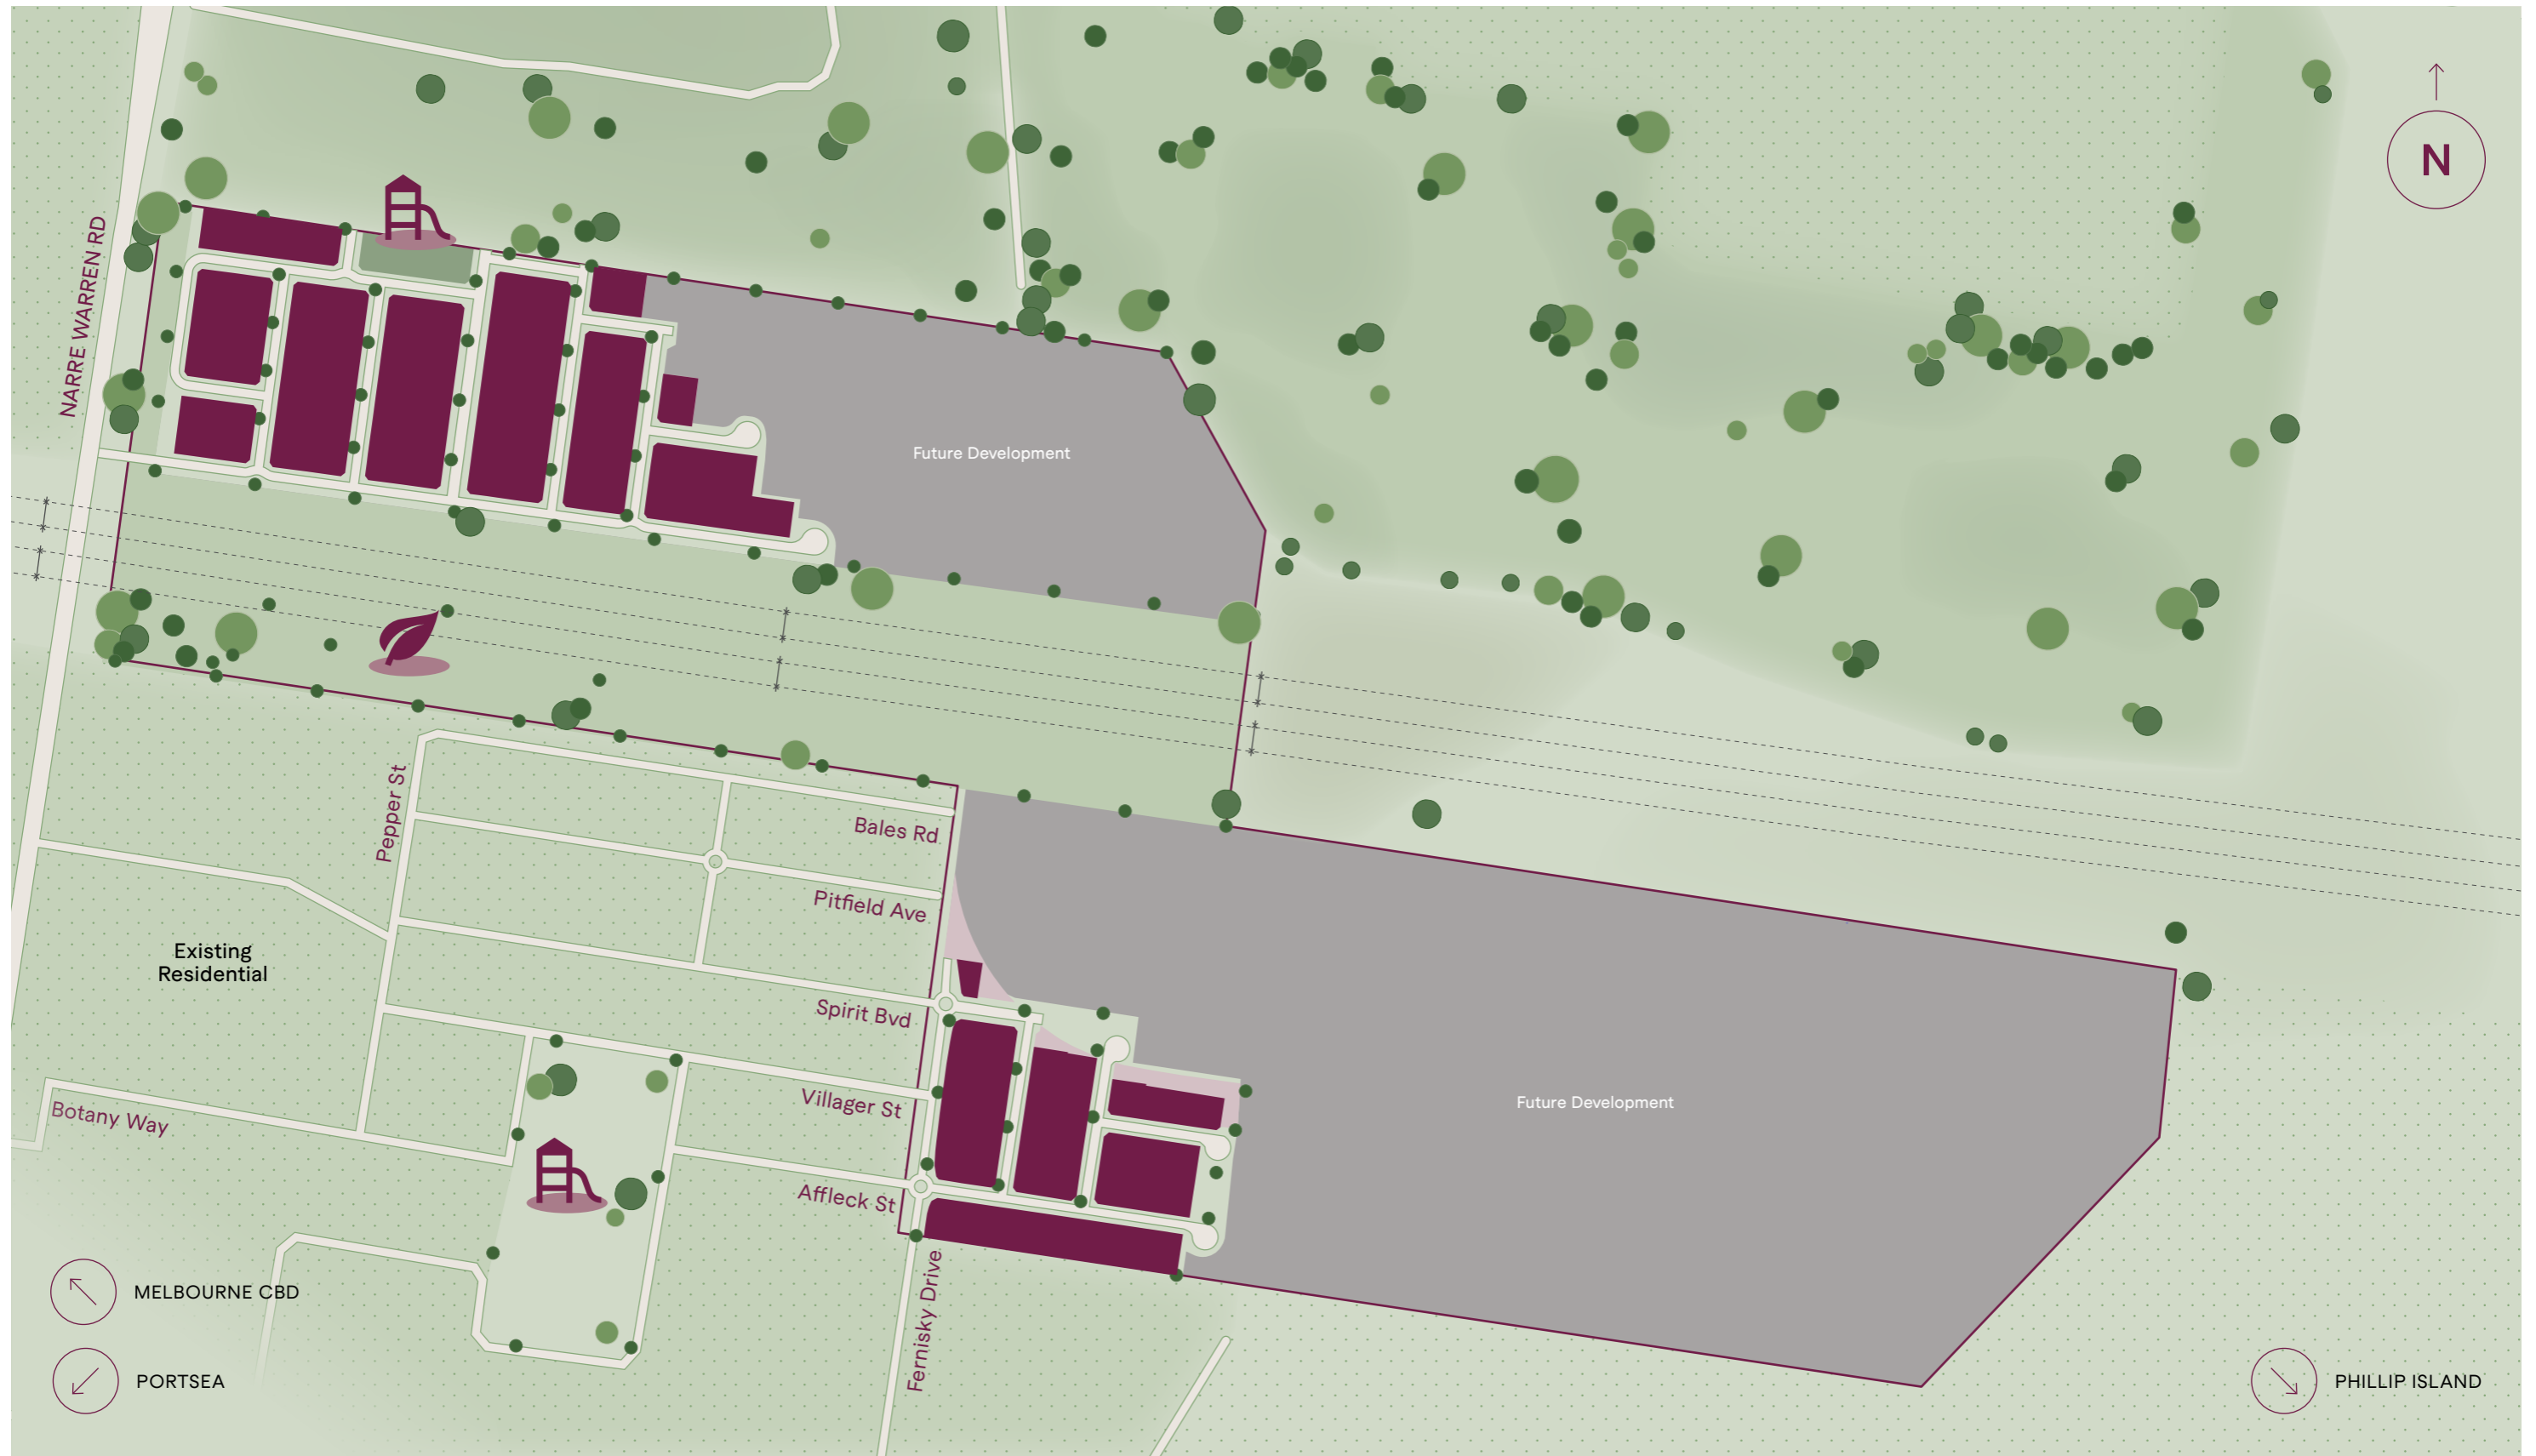 N
NARRE WARREN RD
Future Development
Pepper St
Bales Rd
Pitfield Ave
Existing
Residential
Spirit Bvd
Villager St
Botany Way
Future Development
Affleck St
Fernisky Drive
MELBOURNE CBD
PORTSEA
PHILLIP ISLAND